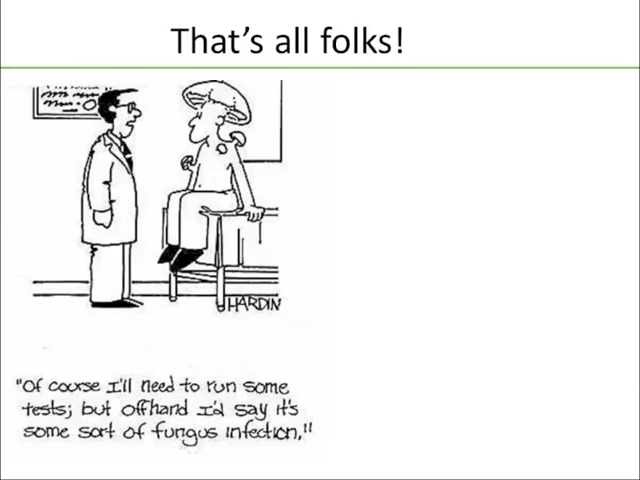 That's all folks!
HARDIN
"Of course I'll need to run some
tests; but offhand I'd say it's
some sort of fungus infection,"